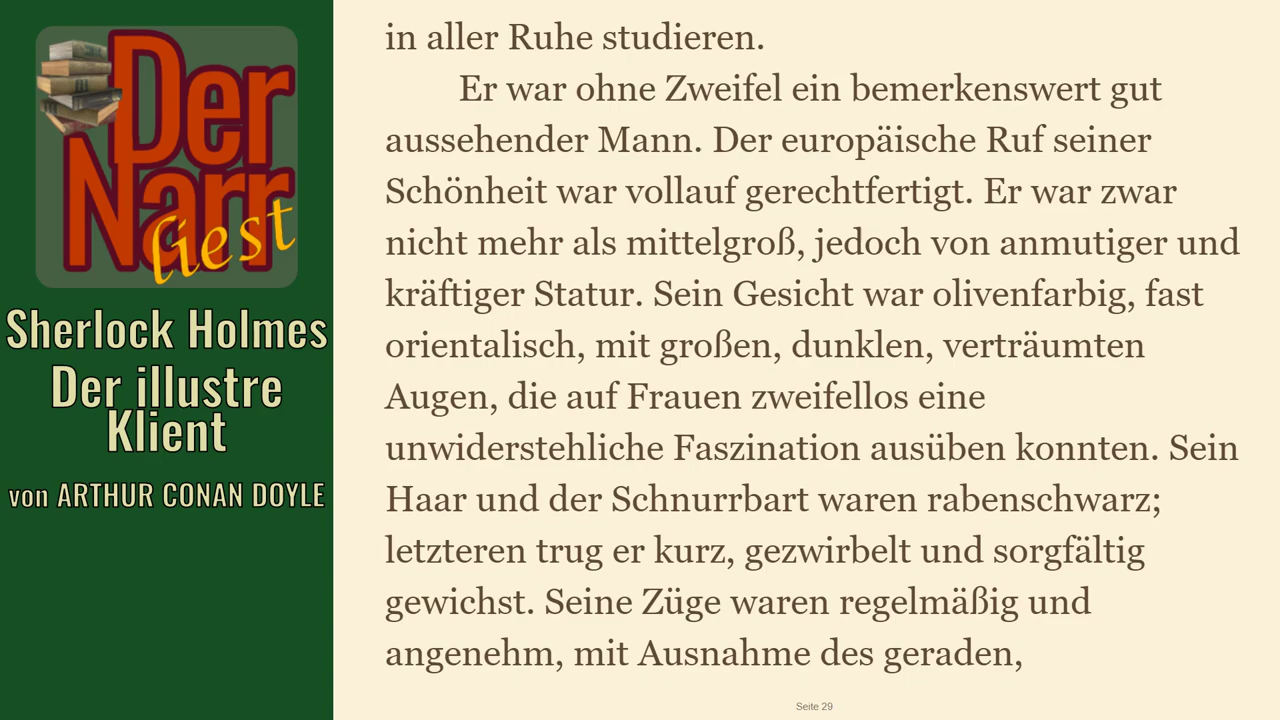 Der
Narr
liest
Sherlock Holmes
Der illustre
Klient
von ARTHUR CONAN DOYLE
in aller Ruhe studieren.
Er war ohne Zweifel ein bemerkenswert gut
aussehender Mann. Der europäische Ruf seiner
Schönheit war vollauf gerechtfertigt. Er war zwar
nicht mehr als mittelgroß, jedoch von anmutiger und
kräftiger Statur. Sein Gesicht war olivenfarbig, fast
orientalisch, mit großen, dunklen, verträumten
Augen, die auf Frauen zweifellos eine
unwiderstehliche Faszination ausüben konnten. Sein
Haar und der Schnurrbart waren rabenschwarz;
letzteren trug er kurz, gezwirbelt und sorgfältig
gewichst. Seine Züge waren regelmäßig und
angenehm, mit Ausnahme des geraden,
Seite 29